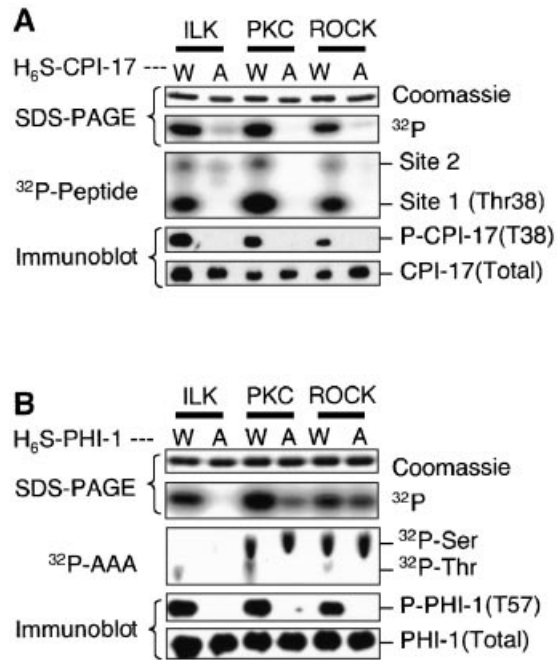 A
ILK PKC ROCK
H₆S-CPI-17 --- W A W A W A
SDS-PAGE
Coomassie
³²P
³²P-Peptide
Site 2
Site 1 (Thr38)
Immunoblot
P-CPI-17(T38)
CPI-17(Total)
B
ILK PKC ROCK
H₆S-PHI-1 --- W A W A W A
SDS-PAGE
Coomassie
³²P
³²P-AAA
³²P-Ser
³²P-Thr
Immunoblot
P-PHI-1(T57)
PHI-1(Total)